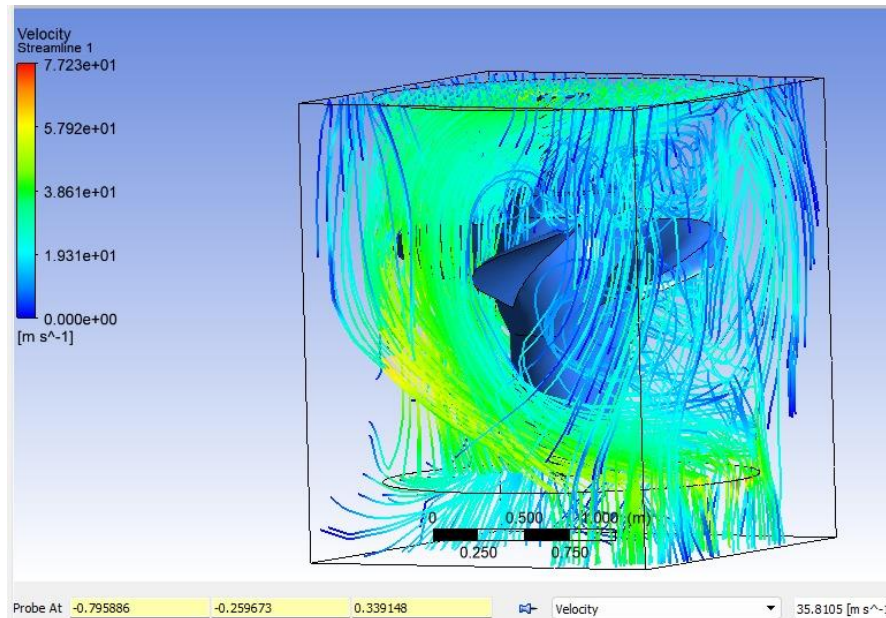 Velocity
Streamline 1
7.723e+01
5.792e+01
3.861e+01
1.931e+01
0.000e+00
[m s^-1]
0 0.500 1.000 (m)
0.250 0.750
Probe At -0.795886 -0.259673 0.339148 Velocity 35.8105 [m s^-1